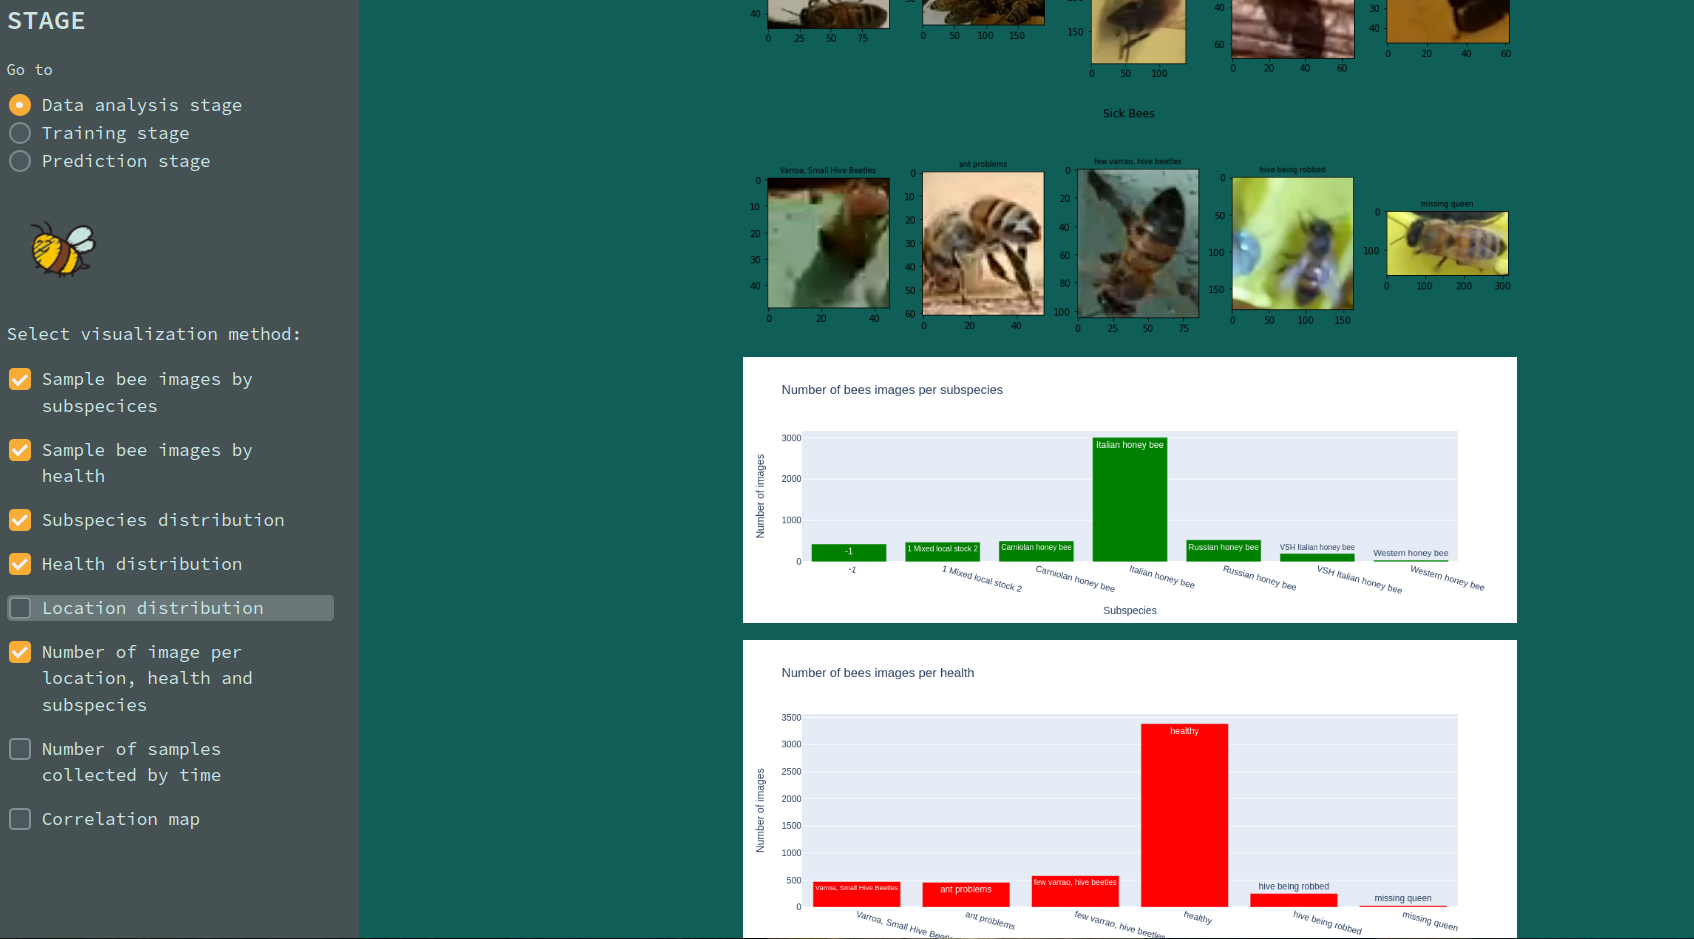 STAGE
Go to
Data analysis stage
Training stage
Prediction stage
Select visualization method:
Sample bee images by
subspecices
Sample bee images by
health
Subspecies distribution
Health distribution
Location distribution
Number of image per
location, health and
subspecies
Number of samples
collected by time
Correlation map
40
0 25 50 75
0 50 100 150
150
0 50 100
40
60
0 20 40 60
30
40
0 20 40 60
Sick Bees
Varroa, Small Hive Beetles
0
10
20
30
40
0 20 40
ant problems
0
10
20
30
40
50
60
0 20 40
few varrao, hive beetles
0
20
40
60
80
100
0 25 50 75
hive being robbed
0
50
100
150
0 50 100 150
missing queen
0
100
0 100 200 300
Number of bees images per subspecies
Number of images
3000
2000
1000
0
-1
1 Mixed local stock 2
Carniolan honey bee
Italian honey bee
Russian honey bee
VSH Italian honey bee
Western honey bee
-1
1 Mixed local stock 2
Carniolan honey bee
Italian honey bee
Russian honey bee
VSH Italian honey bee
Western honey bee
Subspecies
Number of bees images per health
Number of images
3500
3000
2500
2000
1500
1000
500
0
Varroa, Small Hive Beetles
ant problems
few varrao, hive beetles
healthy
hive being robbed
missing queen
Varroa, Small Hive
ant problems
few varrao, hive beetles
healthy
hive being robbed
missing queen